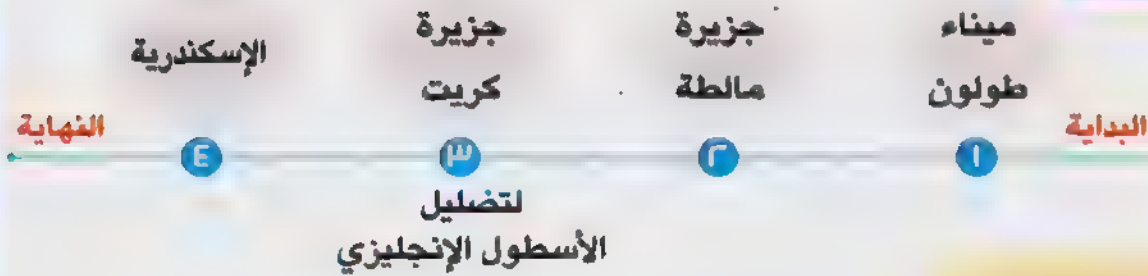 البداية
ميناء
طولون
١
جزيرة
مالطة
٢
جزيرة
كريت
٣
لتضليل
الأسطول الإنجليزي
الإسكندرية
٤
النهاية